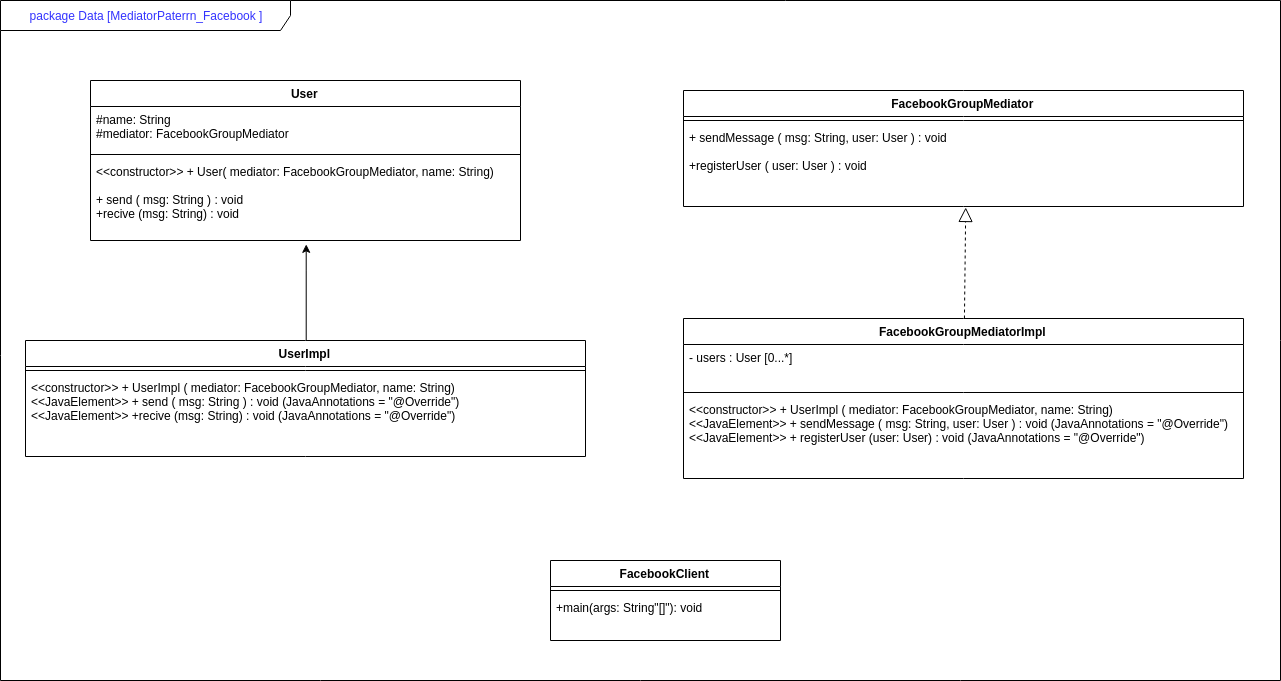 package Data [MediatorPaterrn_Facebook ]
User
#name: String
#mediator: FacebookGroupMediator
<<constructor>> + User( mediator: FacebookGroupMediator, name: String)
+ send ( msg: String ) : void
+recive (msg: String) : void
FacebookGroupMediator
+ sendMessage ( msg: String, user: User ) : void
+registerUser ( user: User ) : void
UserImpl
<<constructor>> + UserImpl ( mediator: FacebookGroupMediator, name: String)
<<JavaElement>> + send ( msg: String ) : void (JavaAnnotations = "@Override")
<<JavaElement>> +recive (msg: String) : void (JavaAnnotations = "@Override")
FacebookGroupMediatorImpl
- users : User [0...*]
<<constructor>> + UserImpl ( mediator: FacebookGroupMediator, name: String)
<<JavaElement>> + sendMessage ( msg: String, user: User ) : void (JavaAnnotations = "@Override")
<<JavaElement>> + registerUser (user: User) : void (JavaAnnotations = "@Override")
FacebookClient
+main(args: String"[]"): void